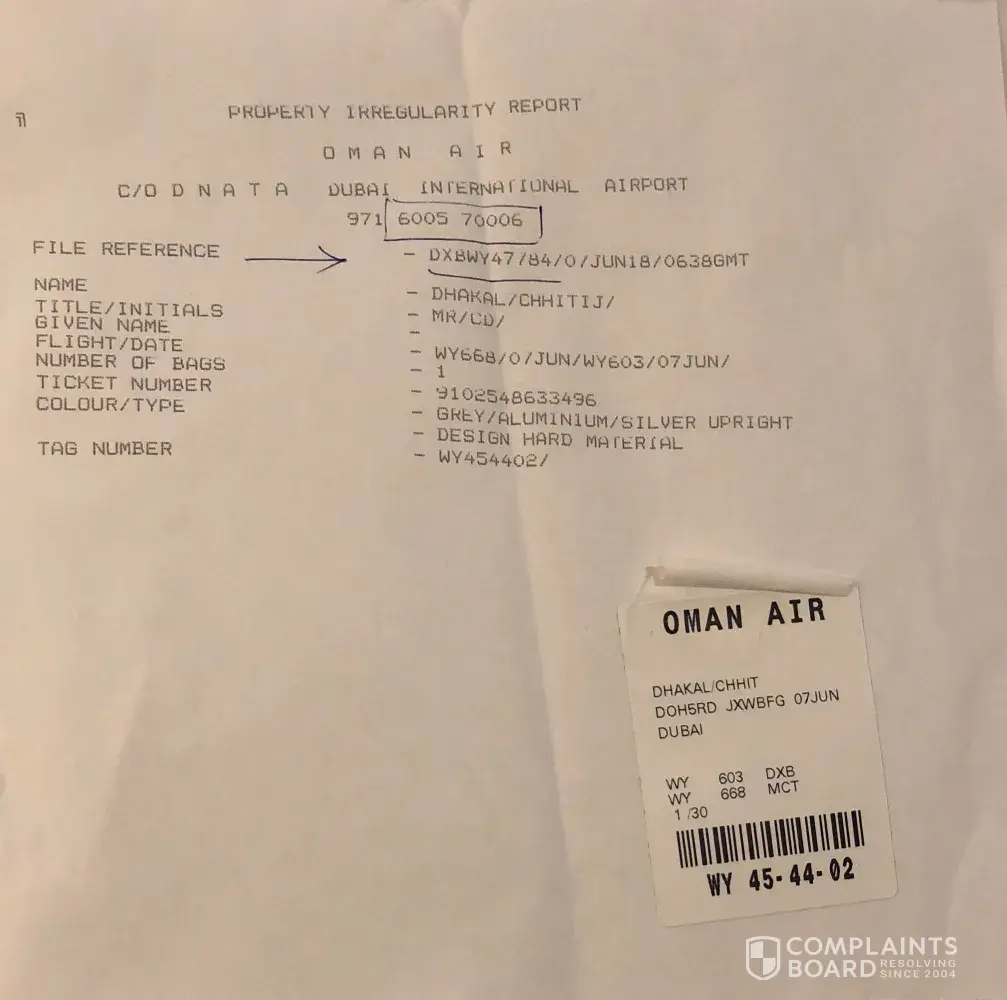 PROPERTY IRREGULARITY REPORT
OMAN AIR
C/O DNATA DUBAI INTERNATIONAL AIRPORT
971 6005 70006
FILE REFERENCE - DXBWY47784/0/JUN18/0638GMT
NAME - DHAKAL/CHHITIJ/
TITLE/INITIALS - MR/CD/
GIVEN NAME -
FLIGHT/DATE - WY668/0/JUN/WY603/07JUN/
NUMBER OF BAGS - 1
TICKET NUMBER - 9102548633496
COLOUR/TYPE - GREY/ALUMINIUM/SILVER UPRIGHT
- DESIGN HARD MATERIAL
TAG NUMBER - WY454402/
OMAN AIR
DHAKAL/CHHIT
DOH5RD JXWBFG 07JUN
DUBAI
WY 603 DXB
WY 668 MCT
1 /30
WY 45-44-02
COMPLAINTS
BOARD RESOLVING
SINCE 2004